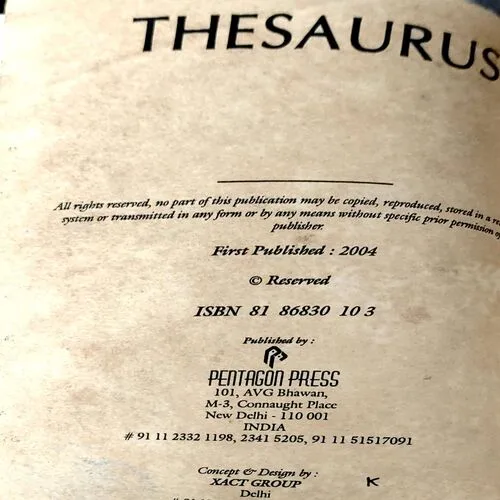 THESAURUS
All rights reserved, no part of this publication may be copied, reproduced, stored in a
system or transmitted in any form or by any means without specific prior permission
publisher.
First Published : 2004
© Reserved
ISBN 81 86830 10 3
Published by :
PENTAGON PRESS
101, AVG Bhawan,
M-3, Connaught Place
New Delhi - 110 001
INDIA
# 91 11 2332 1198, 2341 5205, 91 11 51517091
Concept & Design by :
XACT GROUP
K
Delhi